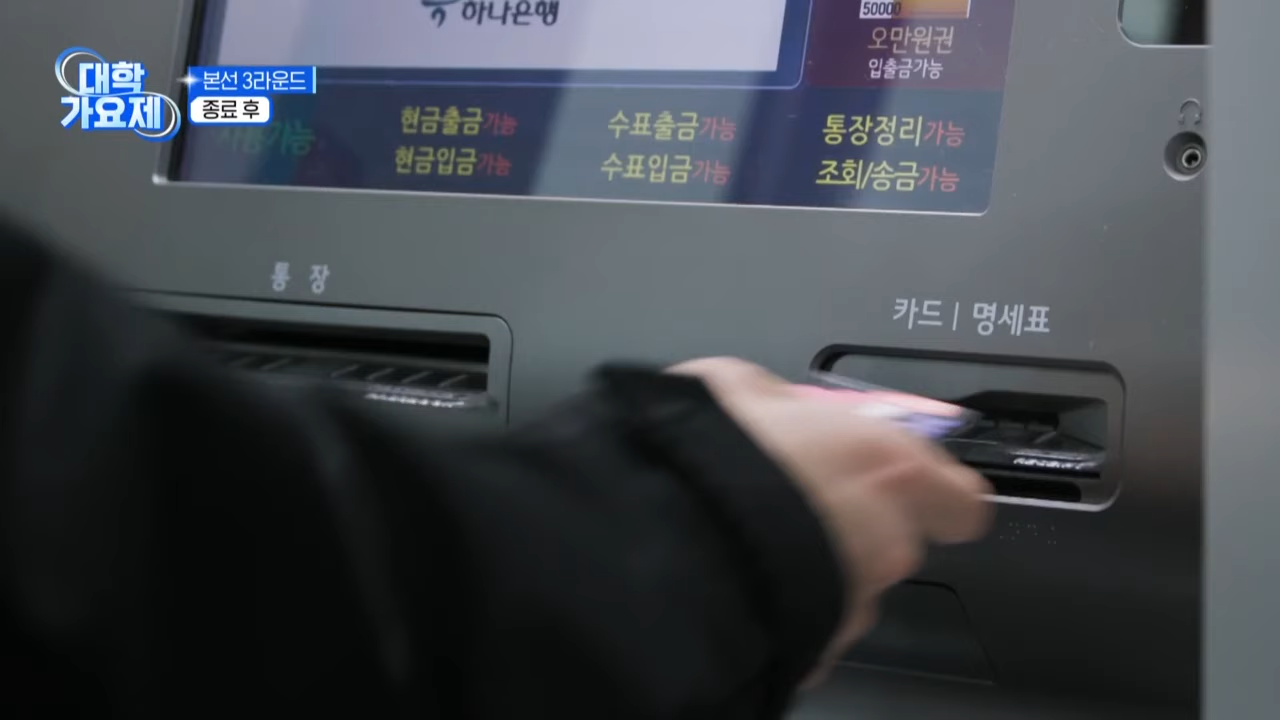 하나은행
50000
오만원권
입출금가능
대학
가요제
본선 3라운드
종료 후
현금출금가능 수표출금가능 통장정리가능
현금입금가능 수표입금가능 조회/송금가능
통 장
카드 | 명세표